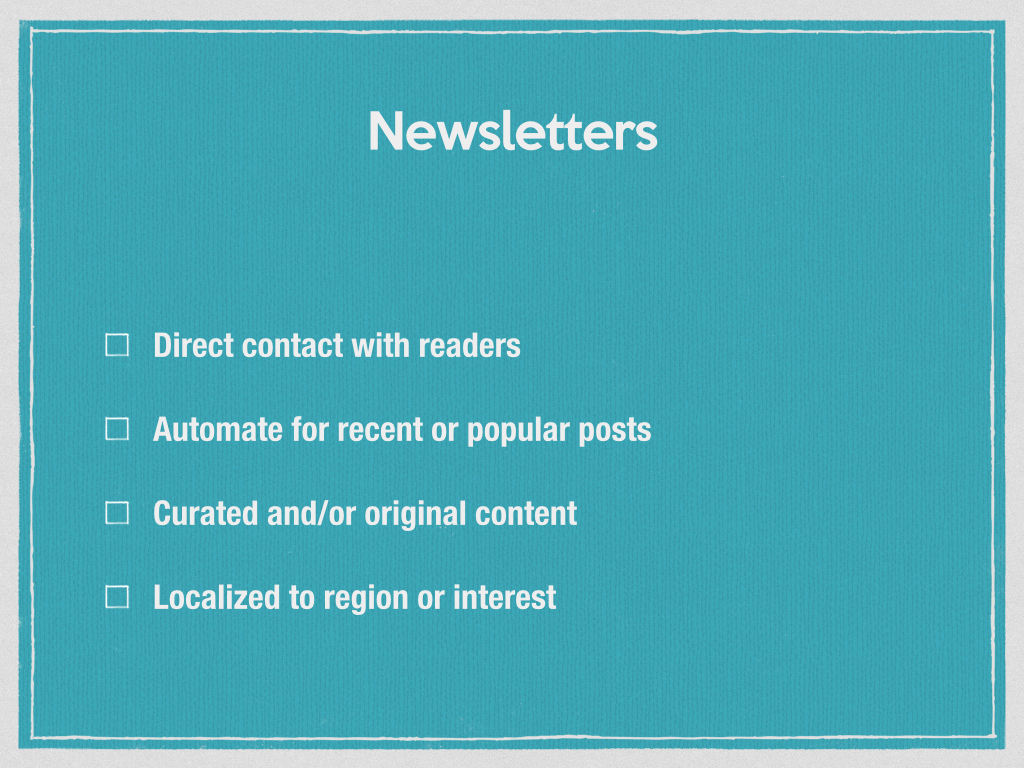 Newsletters
Direct contact with readers
Automate for recent or popular posts
Curated and/or original content
Localized to region or interest